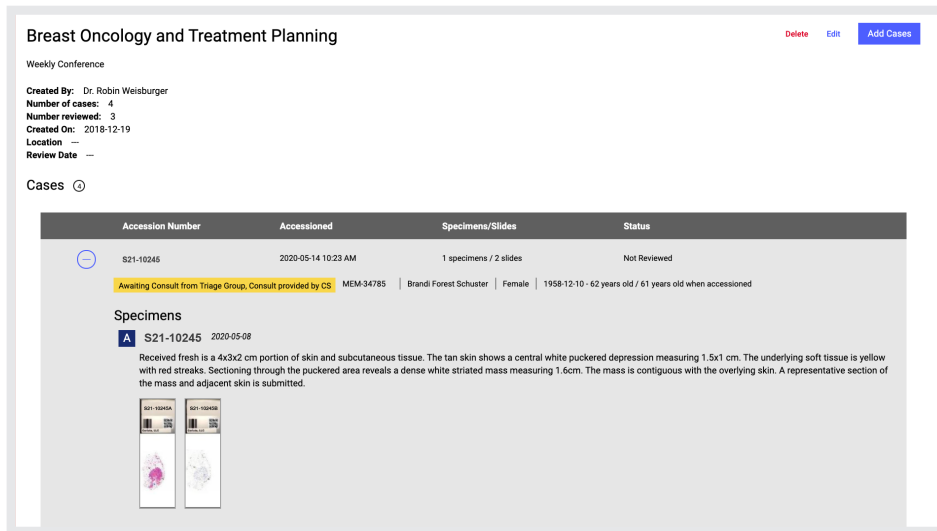 Breast Oncology and Treatment Planning
Delete Edit Add Cases
Weekly Conference
Created By: Dr. Robin Weisburger
Number of cases: 4
Number reviewed: 3
Created On: 2018-12-19
Location ---
Review Date ---
Cases 4
Accession Number Accessioned Specimens/Slides Status
S21-10245 2020-05-14 10:23 AM 1 specimens / 2 slides Not Reviewed
Awaiting Consult from Triage Group, Consult provided by CS MEM-34785 Brandi Forest Schuster Female 1958-12-10 - 62 years old / 61 years old when accessioned
Specimens
A S21-10245 2020-05-08
Received fresh is a 4x3x2 cm portion of skin and subcutaneous tissue. The tan skin shows a central white puckered depression measuring 1.5x1 cm. The underlying soft tissue is yellow
with red streaks. Sectioning through the puckered area reveals a dense white striated mass measuring 1.6cm. The mass is contiguous with the overlying skin. A representative section of
the mass and adjacent skin is submitted.
S21-10245A S21-10245B